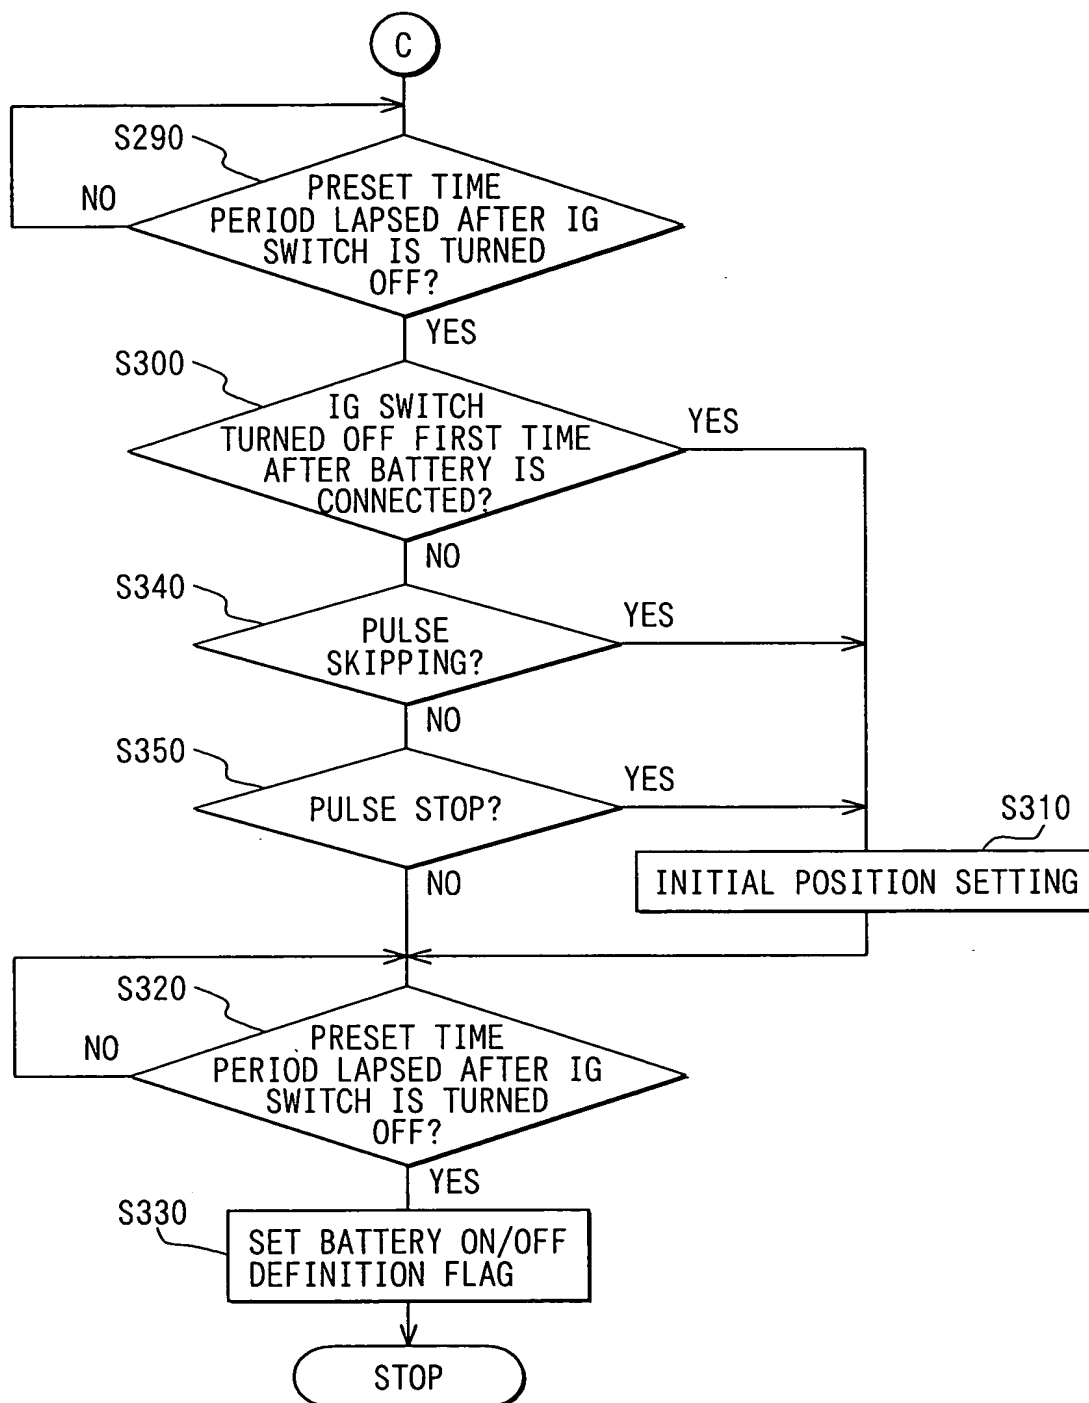 C
S290
NO
PRESET TIME
PERIOD LAPSED AFTER IG
SWITCH IS TURNED
OFF?
YES
S300
IG SWITCH
TURNED OFF FIRST TIME
AFTER BATTERY IS
CONNECTED?
YES
NO
S340
PULSE
SKIPPING?
YES
NO
S350
PULSE STOP?
YES
NO
S310
INITIAL POSITION SETTING
S320
NO
PRESET TIME
PERIOD LAPSED AFTER IG
SWITCH IS TURNED
OFF?
YES
S330
SET BATTERY ON/OFF
DEFINITION FLAG
STOP